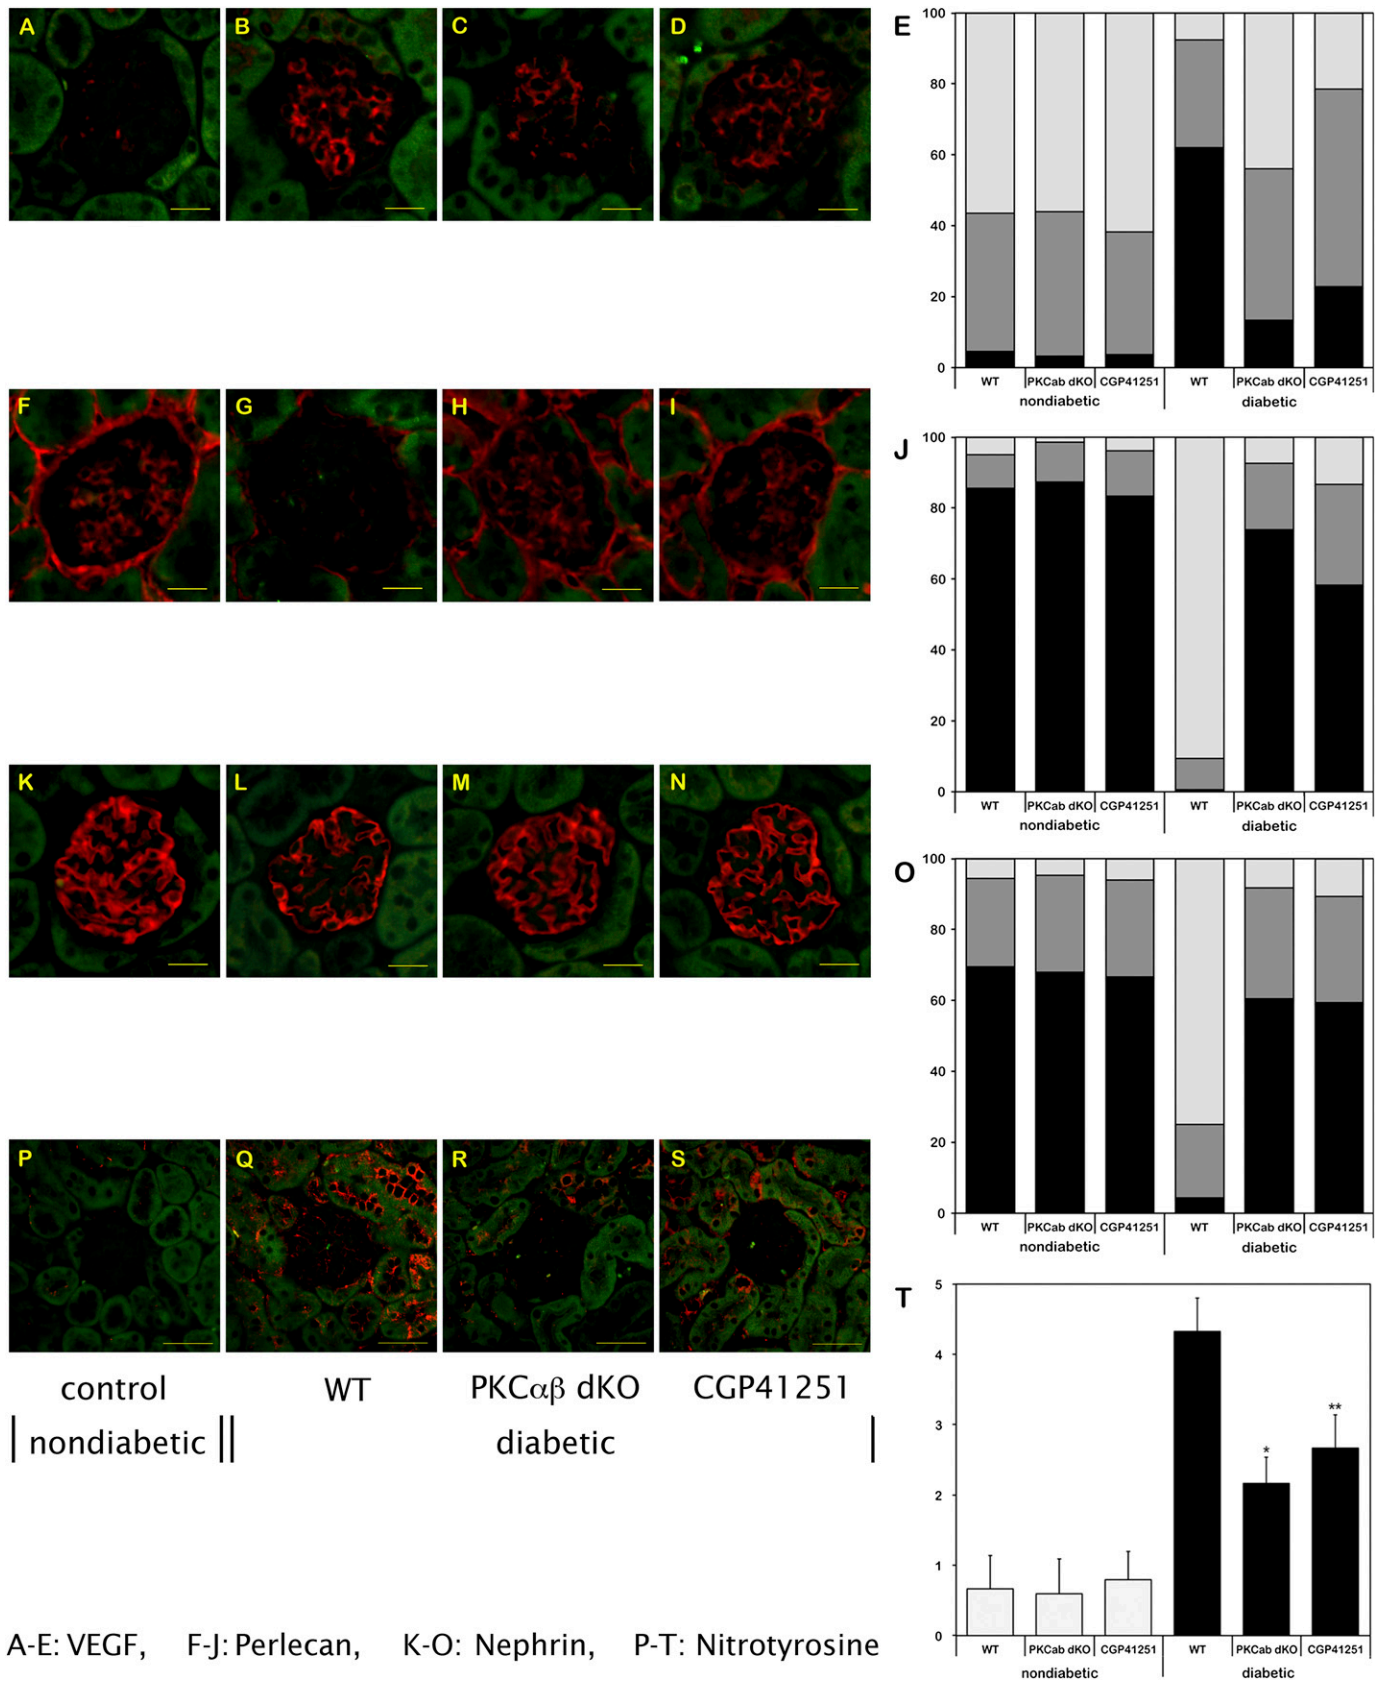 A B C D
E
100
80
60
40
20
0
WT PKCab dKO CGP41251 WT PKCab dKO CGP41251
nondiabetic diabetic
F G H I
J
100
80
60
40
20
0
WT PKCab dKO CGP41251 WT PKCab dKO CGP41251
nondiabetic diabetic
K L M N
O
100
80
60
40
20
0
WT PKCab dKO CGP41251 WT PKCab dKO CGP41251
nondiabetic diabetic
P Q R S
control WT PKCαβ dKO CGP41251
nondiabetic diabetic
T
5
4
3
2
1
0
* **
WT PKCab dKO CGP41251 WT PKCab dKO CGP41251
nondiabetic diabetic
A-E: VEGF, F-J: Perlecan, K-O: Nephrin, P-T: Nitrotyrosine